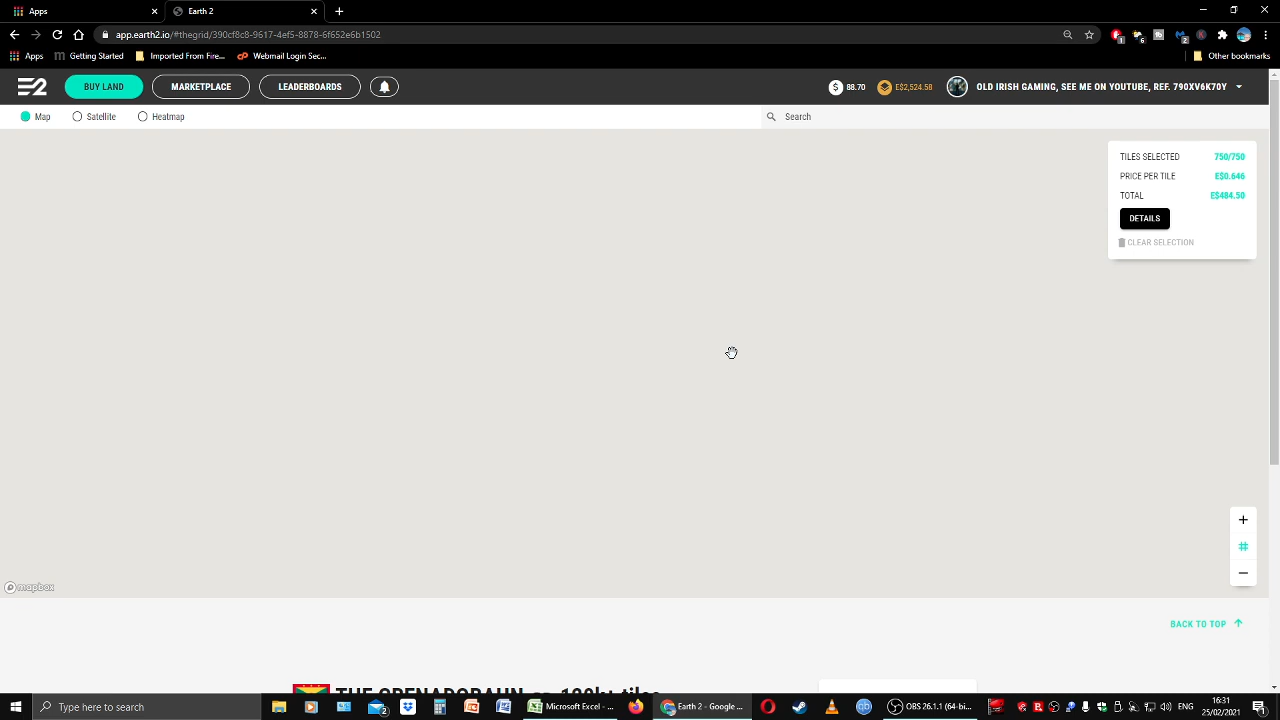 Apps
Earth 2
app.earth2.io/#thegrid/390cf8c8-9617-4ef5-8878-6f652e6b1502
Apps
Getting Started
Imported From Fire...
Webmail Login Sec...
Other bookmarks
BUY LAND
MARKETPLACE
LEADERBOARDS
88.70
E$2,524.58
OLD IRISH GAMING, SEE ME ON YOUTUBE, REF. 790XV6K70Y
Map
Satellite
Heatmap
Search
TILES SELECTED 750/750
PRICE PER TILE E$0.646
TOTAL E$484.50
DETAILS
CLEAR SELECTION
mapbox
BACK TO TOP
Type here to search
Microsoft Excel - ...
Earth 2 - Google ...
OBS 26.1.1 (64-bi...
ENG
16:31
25/02/2021